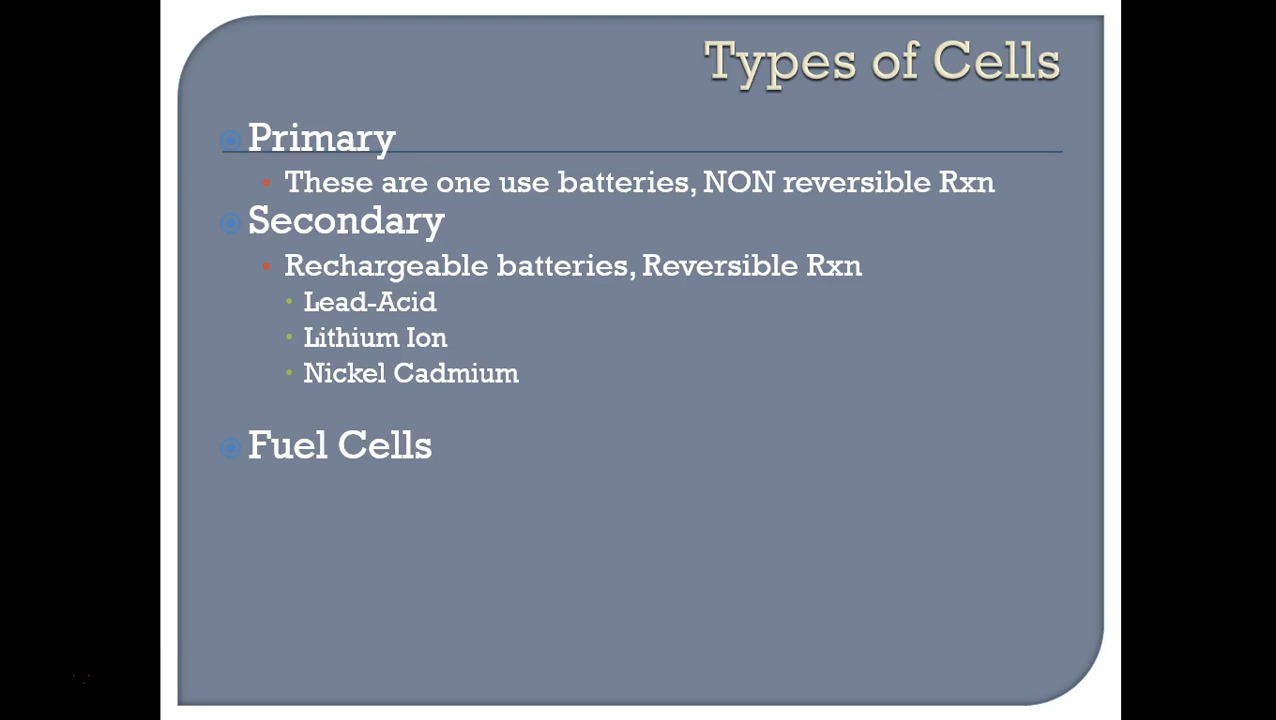 Types of Cells
Primary
These are one use batteries, NON reversible Rxn
Secondary
Rechargeable batteries, Reversible Rxn
Lead-Acid
Lithium Ion
Nickel Cadmium
Fuel Cells